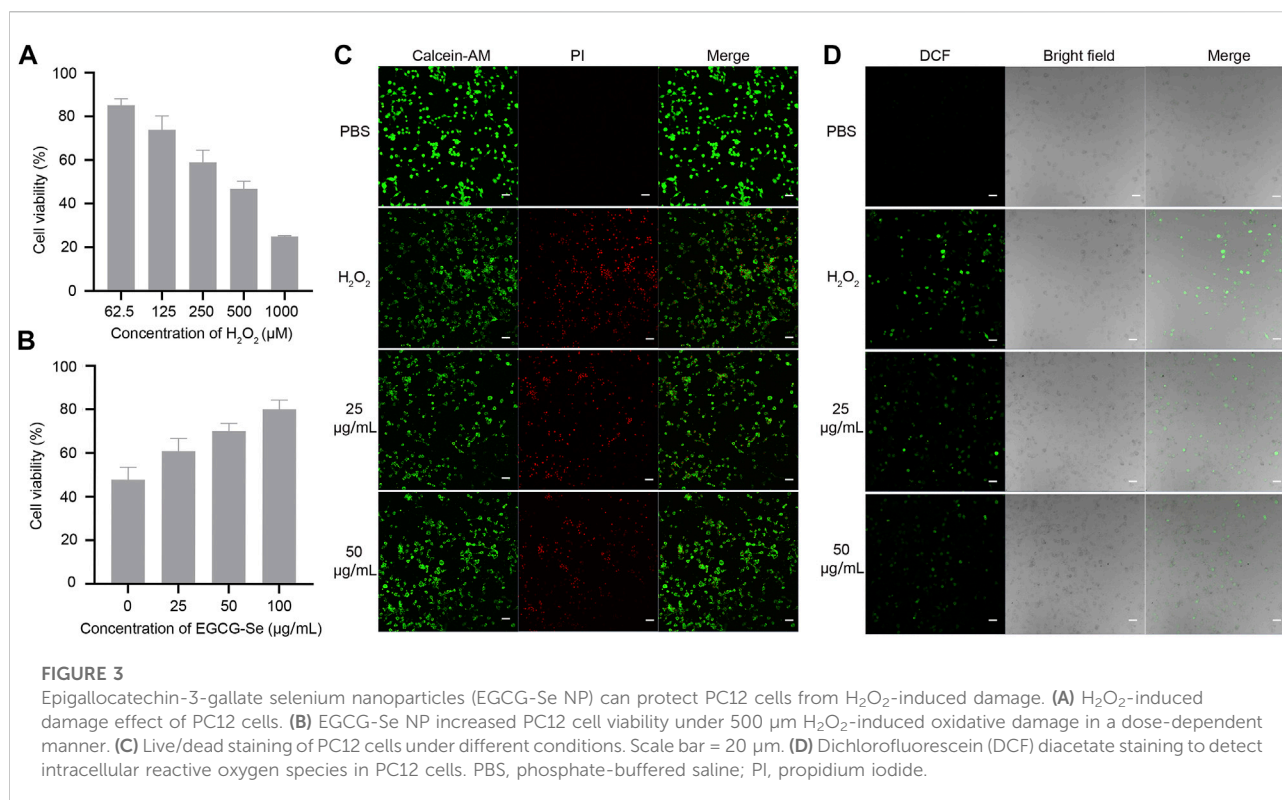 A
100
80
60
40
20
0
Cell viability (%)
62.5 125 250 500 1000
Concentration of H₂O₂ (µM)
B
100
80
60
40
20
0
Cell viability (%)
0 25 50 100
Concentration of EGCG-Se (µg/mL)
C
Calcein-AM PI Merge
PBS
H₂O₂
25
µg/mL
50
µg/mL
D
DCF Bright field Merge
PBS
H₂O₂
25
µg/mL
50
µg/mL
FIGURE 3
Epigallocatechin-3-gallate selenium nanoparticles (EGCG-Se NP) can protect PC12 cells from H₂O₂-induced damage. (A) H₂O₂-induced
damage effect of PC12 cells. (B) EGCG-Se NP increased PC12 cell viability under 500 µm H₂O₂-induced oxidative damage in a dose-dependent
manner. (C) Live/dead staining of PC12 cells under different conditions. Scale bar = 20 µm. (D) Dichlorofluorescein (DCF) diacetate staining to detect
intracellular reactive oxygen species in PC12 cells. PBS, phosphate-buffered saline; PI, propidium iodide.